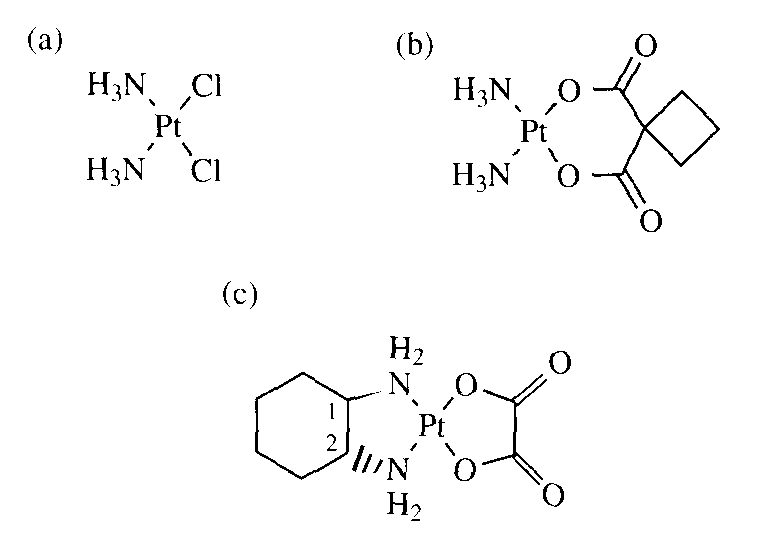 (a)
H₃N Cl
Pt
H₃N Cl
(b)
O
H₃N O
Pt
H₃N O
O
(c)
H₂
N O O
1
Pt
2
N O
H₂ O